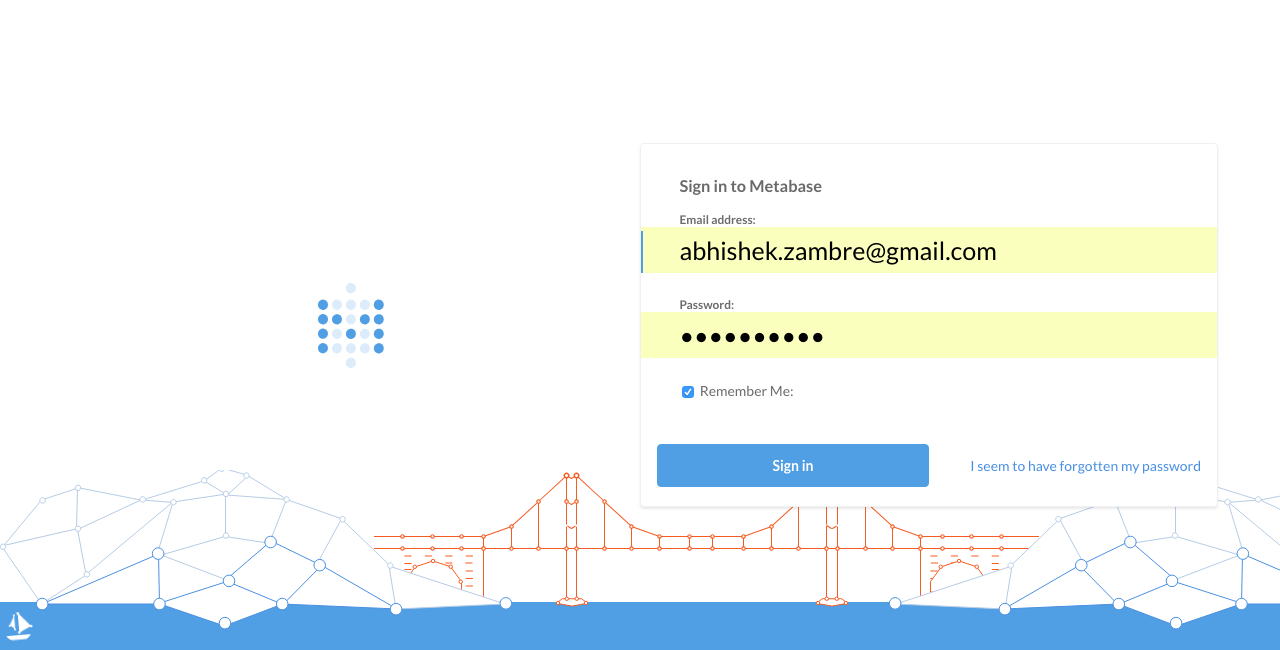 Sign in to Metabase
Email address:
abhishek.zambre@gmail.com
Password:
●●●●●●●●●●
Remember Me:
Sign in
I seem to have forgotten my password